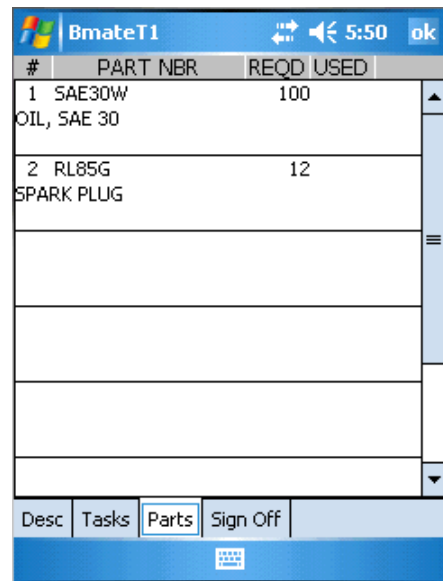 BmateT1 5:50 ok
# PART NBR REQD USED
1 SAE30W 100
OIL, SAE 30
2 RL85G 12
SPARK PLUG
Desc Tasks Parts Sign Off